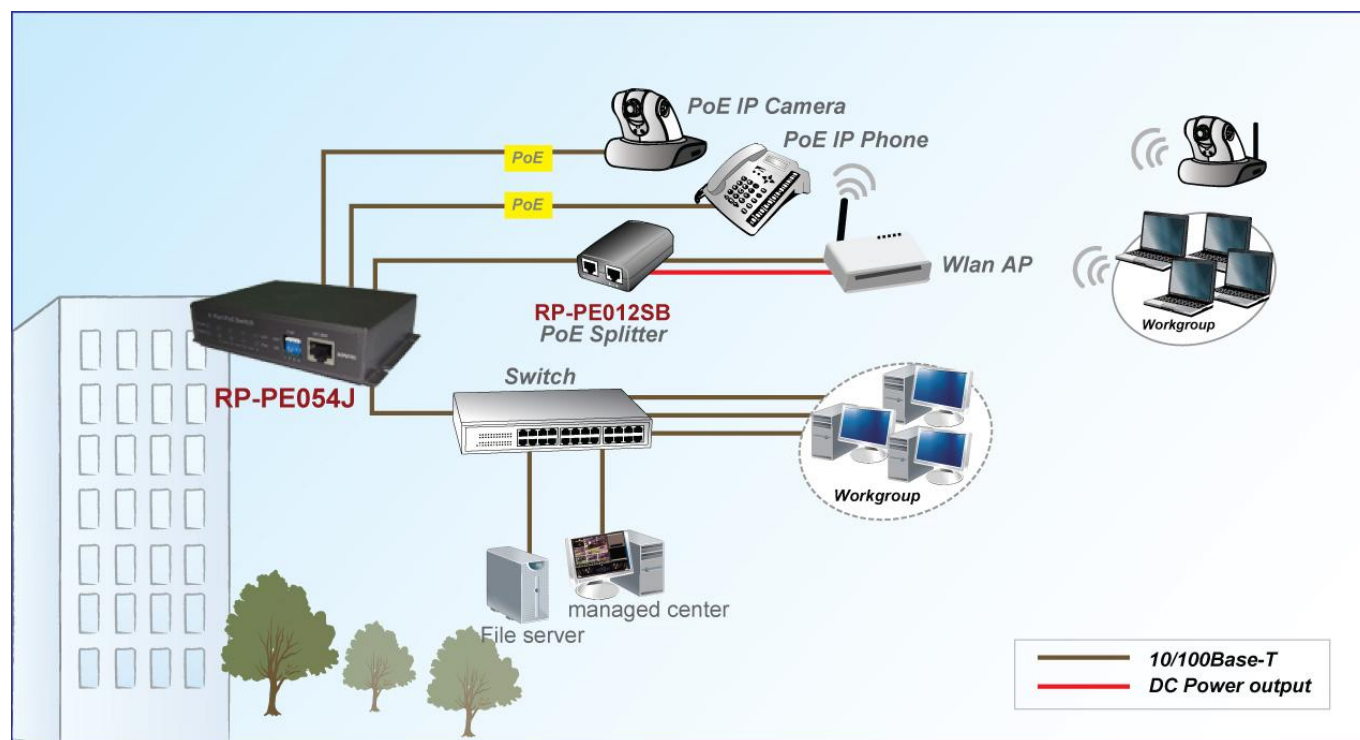 PoE IP Camera
PoE IP Phone
PoE
PoE
Wlan AP
RP-PE012SB
PoE Splitter
Workgroup
RP-PE054J
Switch
Workgroup
managed center
File server
10/100Base-T
DC Power output